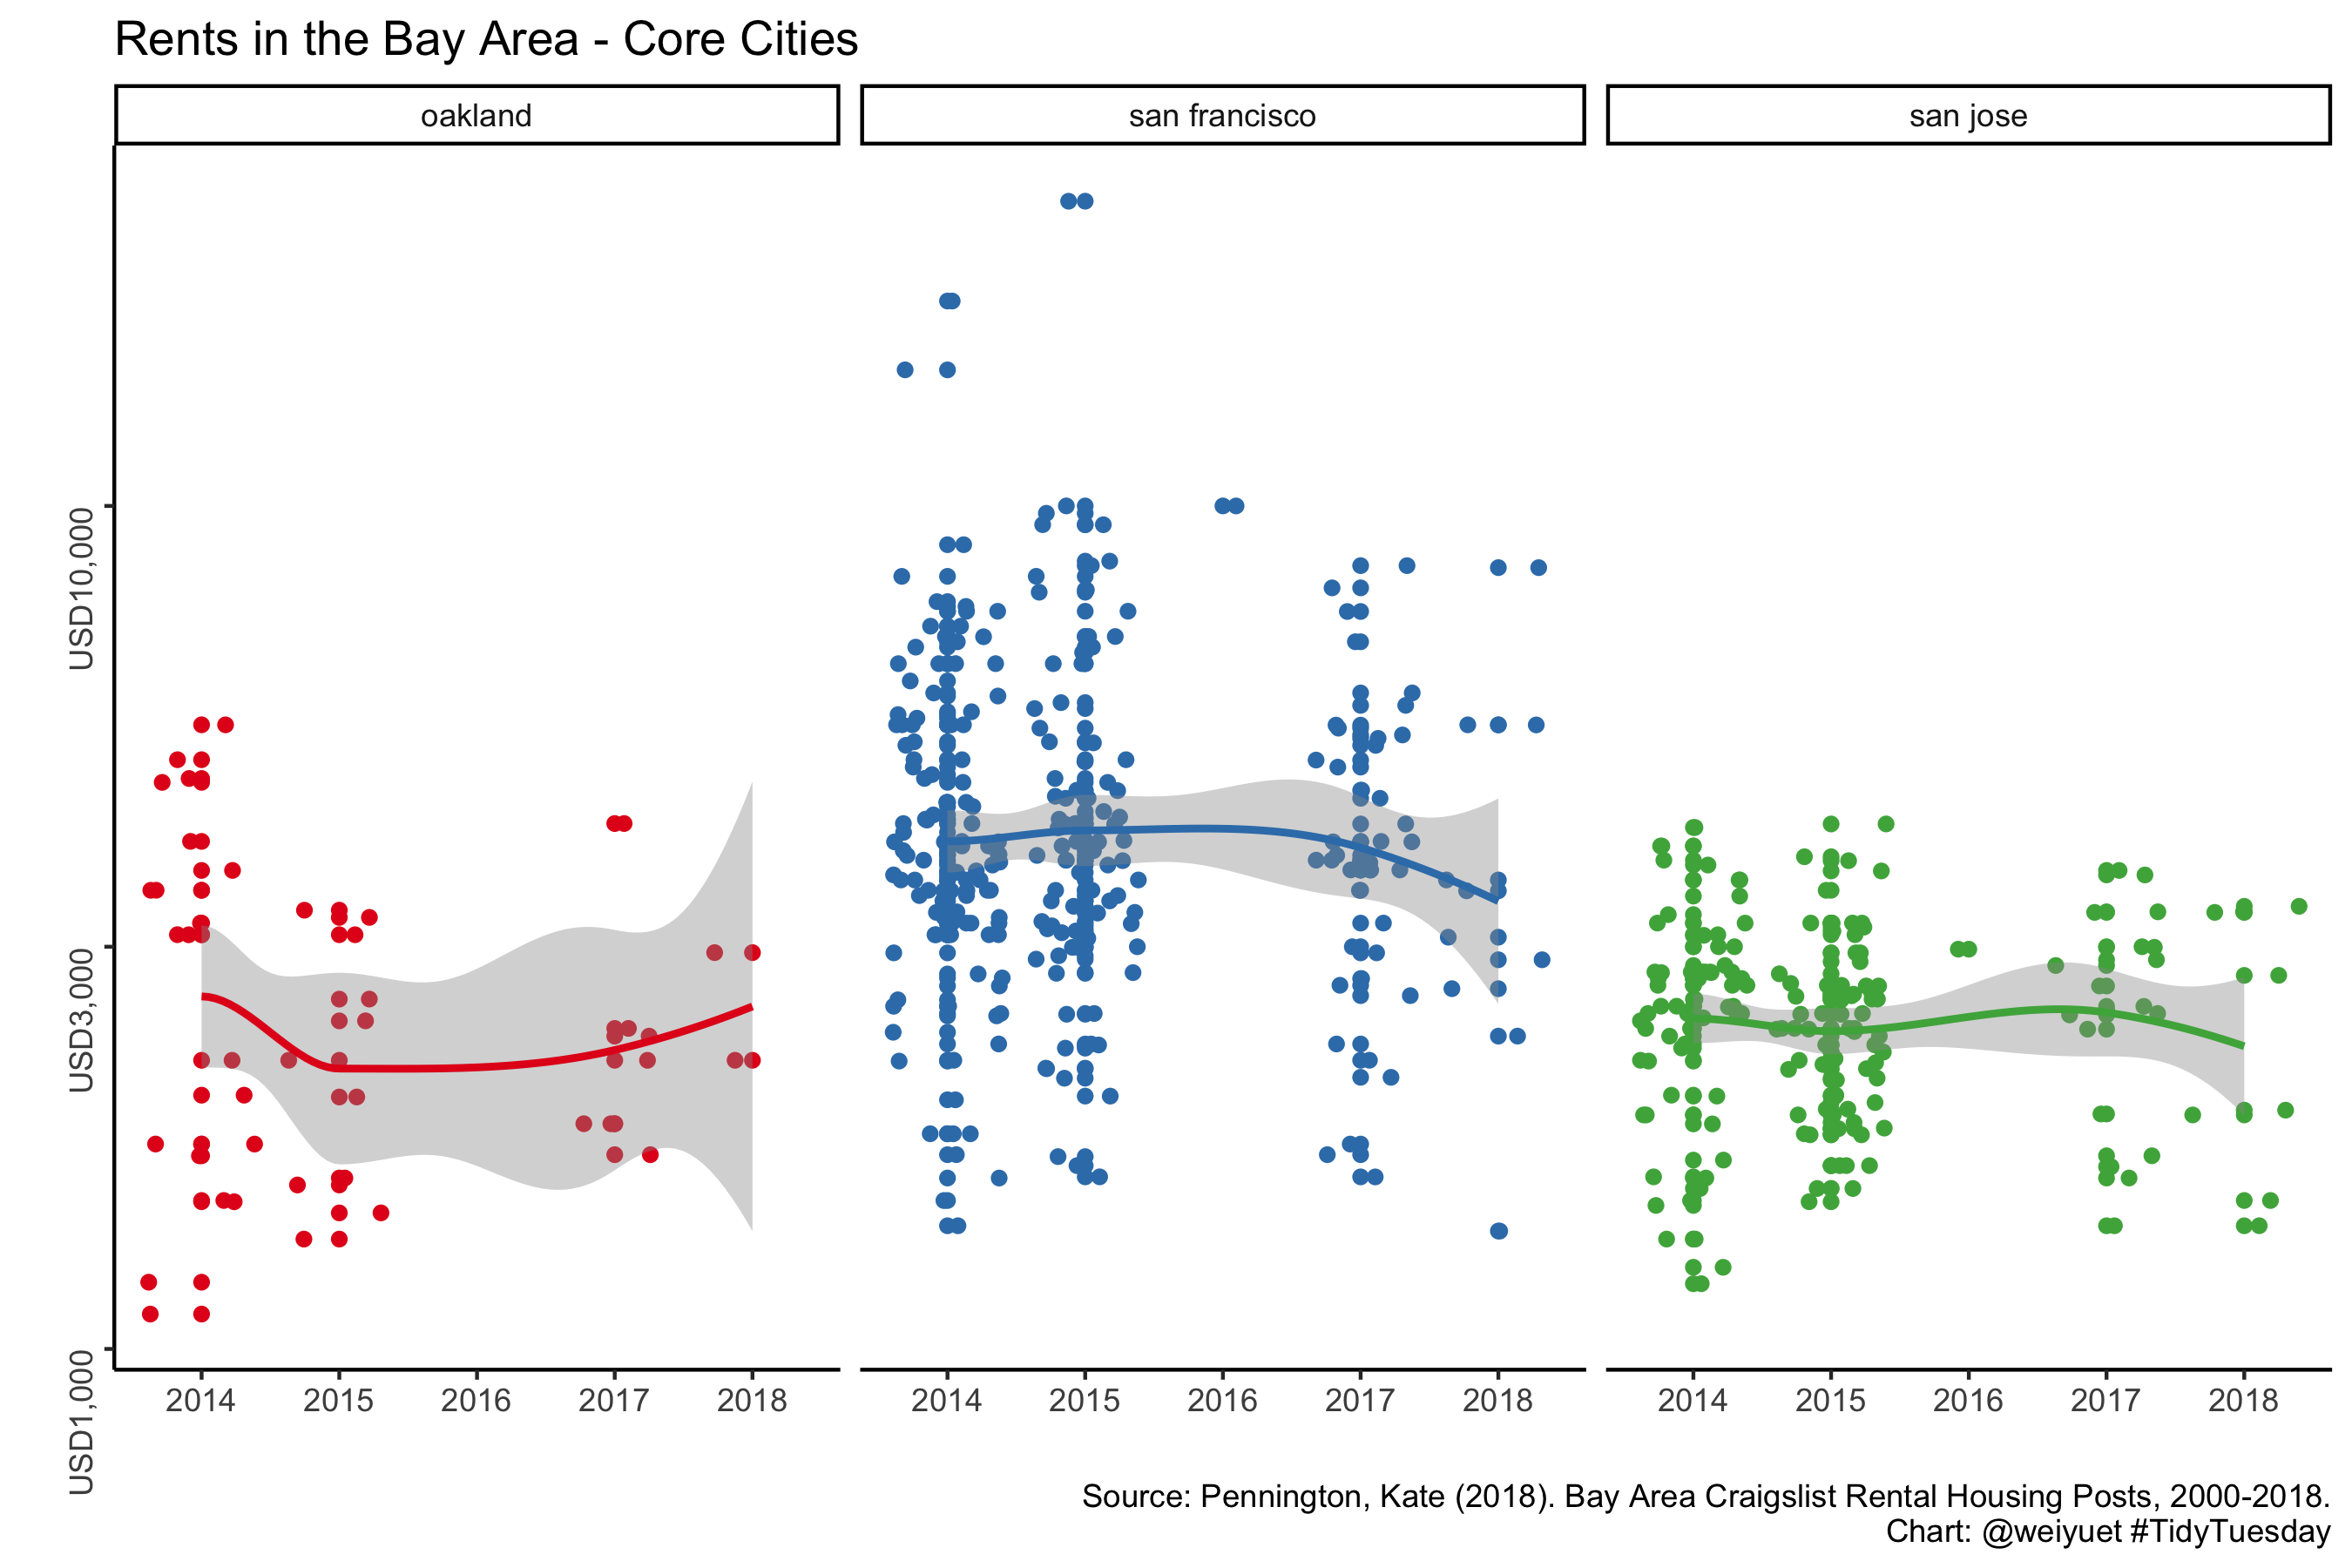 Rents in the Bay Area - Core Cities
oakland
san francisco
san jose
USD10,000
USD3,000
USD1,000
2014 2015 2016 2017 2018
2014 2015 2016 2017 2018
2014 2015 2016 2017 2018
Source: Pennington, Kate (2018). Bay Area Craigslist Rental Housing Posts, 2000-2018.
Chart: @weiyuet #TidyTuesday